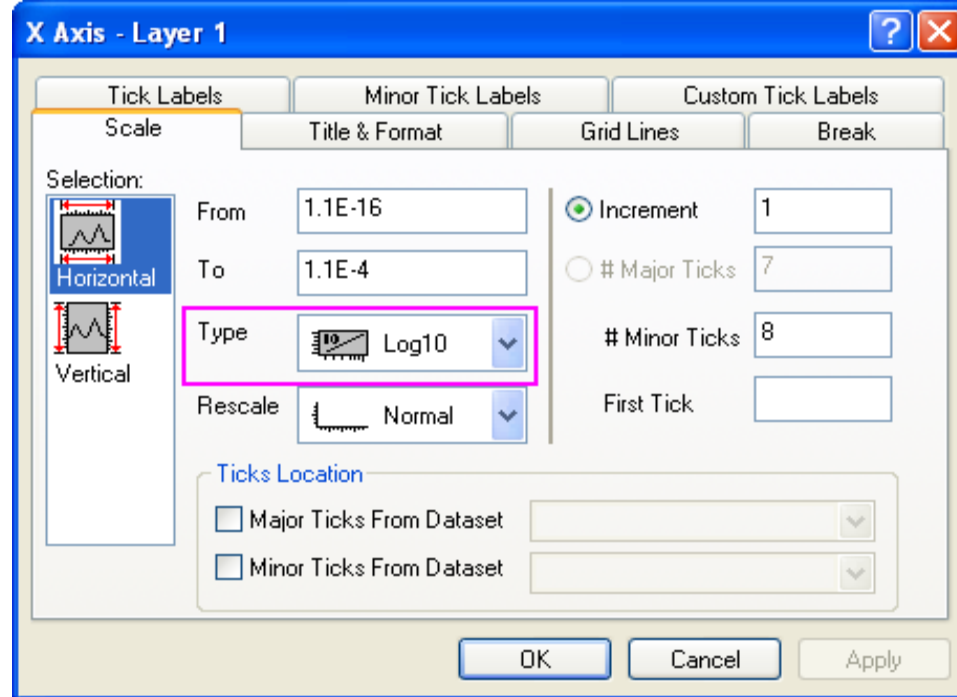 X Axis - Layer 1
Tick Labels Minor Tick Labels Custom Tick Labels
Scale Title & Format Grid Lines Break
Selection:
From 1.1E-16 Increment 1
Horizontal To 1.1E-4 # Major Ticks 7
Type 10 Log10 # Minor Ticks 8
Vertical
Rescale Normal First Tick
Ticks Location
Major Ticks From Dataset
Minor Ticks From Dataset
OK Cancel Apply